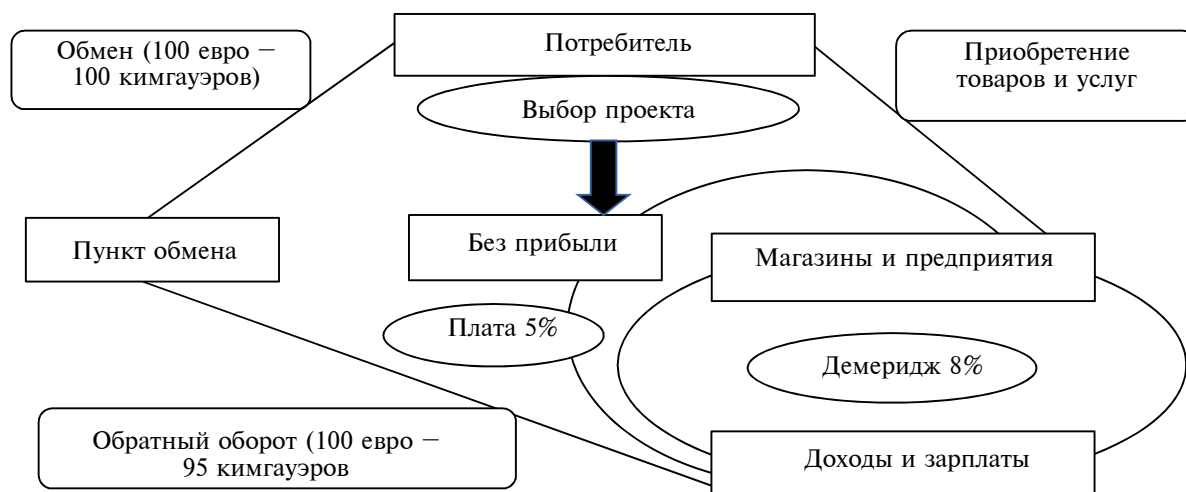 Обмен (100 евро —
100 кимгауэров)
Потребитель
Приобретение
товаров и услуг
Выбор проекта
Пункт обмена
Без прибыли
Магазины и предприятия
Плата 5%
Демеридж 8%
Обратный оборот (100 евро —
95 кимгауэров
Доходы и зарплаты